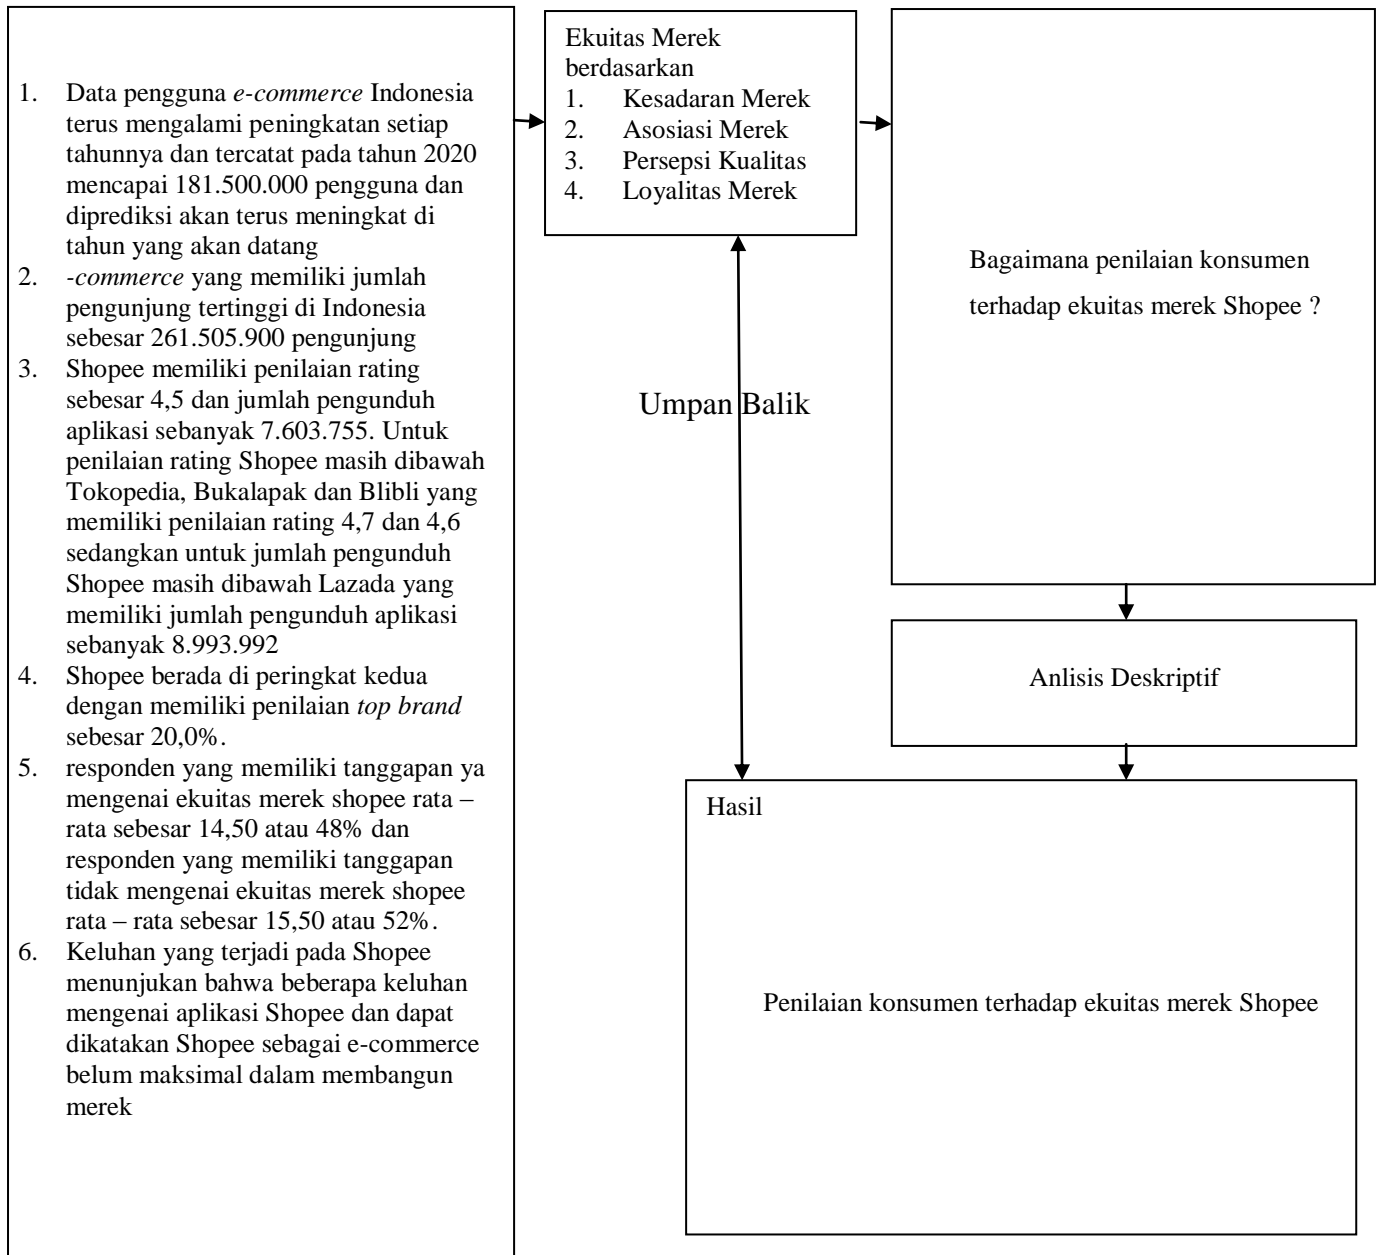 1. Data pengguna e-commerce Indonesia
terus mengalami peningkatan setiap
tahunnya dan tercatat pada tahun 2020
mencapai 181.500.000 pengguna dan
diprediksi akan terus meningkat di
tahun yang akan datang
2. -commerce yang memiliki jumlah
pengunjung tertinggi di Indonesia
sebesar 261.505.900 pengunjung
3. Shopee memiliki penilaian rating
sebesar 4,5 dan jumlah pengunduh
aplikasi sebanyak 7.603.755. Untuk
penilaian rating Shopee masih dibawah
Tokopedia, Bukalapak dan Blibli yang
memiliki penilaian rating 4,7 dan 4,6
sedangkan untuk jumlah pengunduh
Shopee masih dibawah Lazada yang
memiliki jumlah pengunduh aplikasi
sebanyak 8.993.992
4. Shopee berada di peringkat kedua
dengan memiliki penilaian top brand
sebesar 20,0%.
5. responden yang memiliki tanggapan ya
mengenai ekuitas merek shopee rata –
rata sebesar 14,50 atau 48% dan
responden yang memiliki tanggapan
tidak mengenai ekuitas merek shopee
rata – rata sebesar 15,50 atau 52%.
6. Keluhan yang terjadi pada Shopee
menunjukan bahwa beberapa keluhan
mengenai aplikasi Shopee dan dapat
dikatakan Shopee sebagai e-commerce
belum maksimal dalam membangun
merek
Ekuitas Merek
berdasarkan
1. Kesadaran Merek
2. Asosiasi Merek
3. Persepsi Kualitas
4. Loyalitas Merek
Umpan Balik
Bagaimana penilaian konsumen
terhadap ekuitas merek Shopee ?
Anlisis Deskriptif
Hasil
Penilaian konsumen terhadap ekuitas merek Shopee